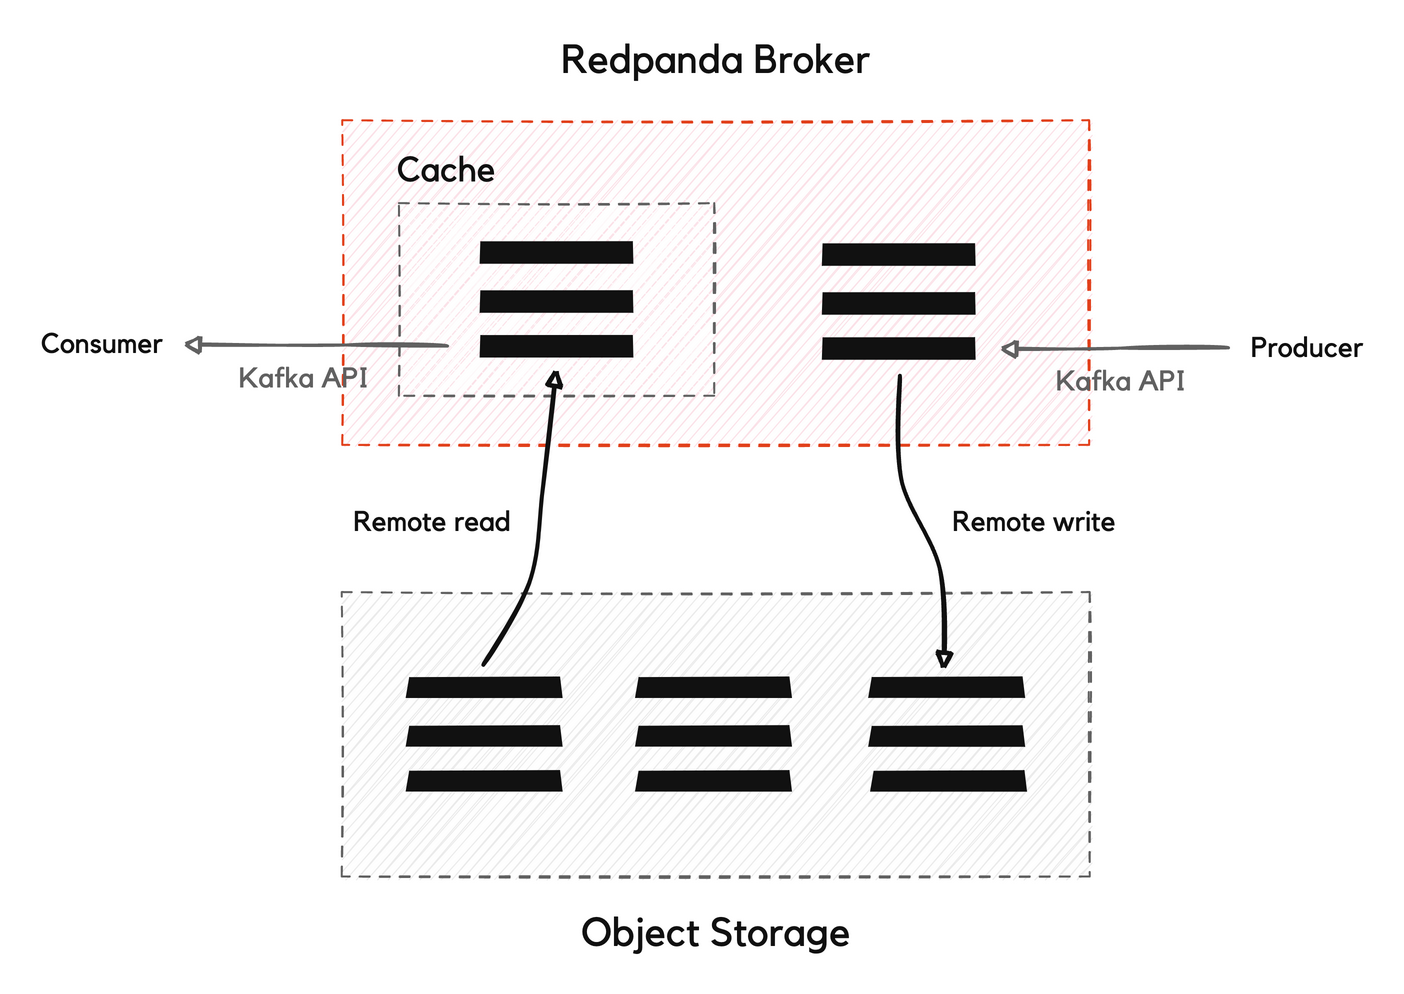 Redpanda Broker
Cache
Consumer
Kafka API
Producer
Kafka API
Remote read
Remote write
Object Storage